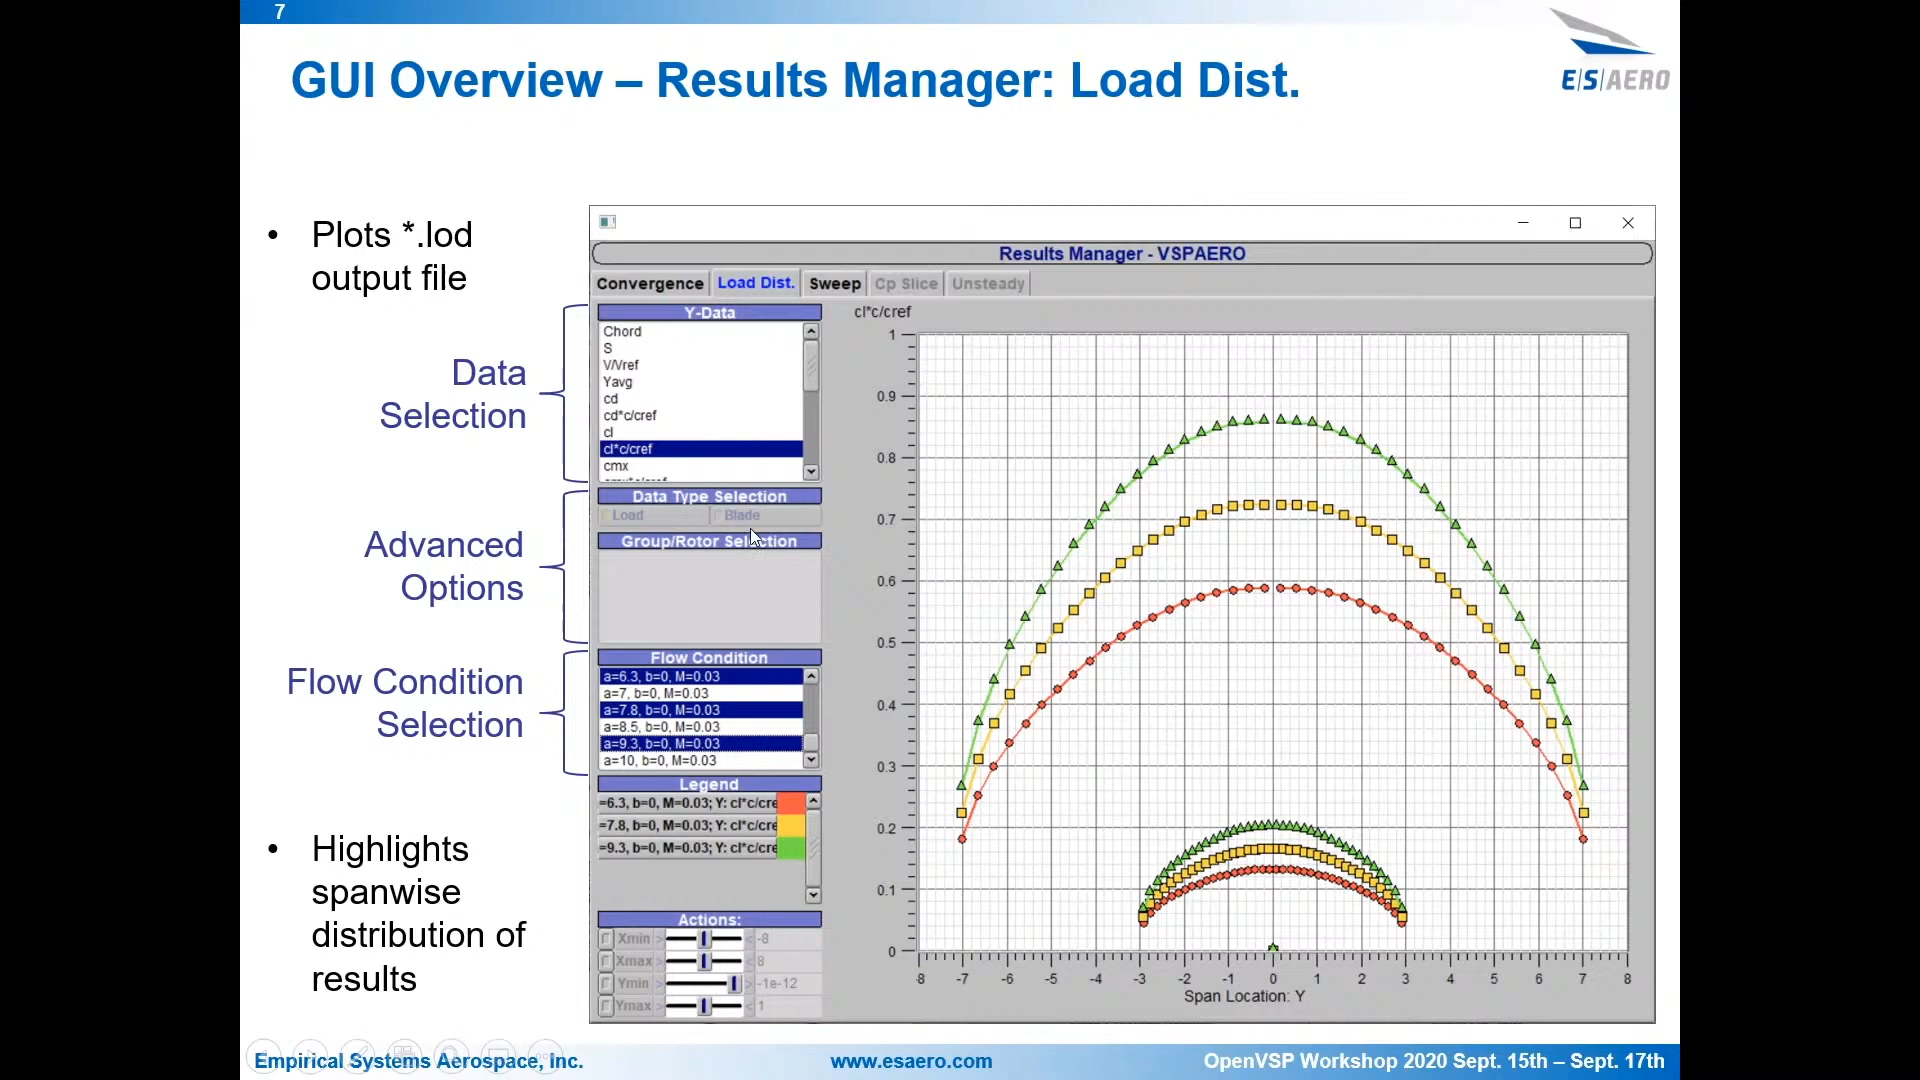 7
GUI Overview – Results Manager: Load Dist.
E|S|AERO
• Plots *.lod
output file
Data
Selection
Advanced
Options
Flow Condition
Selection
• Highlights
spanwise
distribution of
results
Results Manager - VSPAERO
Convergence Load Dist. Sweep Cp Slice Unsteady
Y-Data
Chord
S
V/Vref
Yavg
cd
cd*c/cref
cl
cl*c/cref
cmx
Data Type Selection
Load Blade
Group/Rotor Selection
Flow Condition
a=6.3, b=0, M=0.03
a=7, b=0, M=0.03
a=7.8, b=0, M=0.03
a=8.5, b=0, M=0.03
a=9.3, b=0, M=0.03
a=10, b=0, M=0.03
Legend
=6.3, b=0, M=0.03; Y: cl*c/cre
=7.8, b=0, M=0.03; Y: cl*c/cre
=9.3, b=0, M=0.03; Y: cl*c/cre
Actions:
Xmin > < -8
Xmax > < 8
Ymin > > -1e-12
Ymax > < 1
cl*c/cref
1
0.9
0.8
0.7
0.6
0.5
0.4
0.3
0.2
0.1
0
-8 -7 -6 -5 -4 -3 -2 -1 0 1 2 3 4 5 6 7 8
Span Location: Y
Empirical Systems Aerospace, Inc. www.esaero.com OpenVSP Workshop 2020 Sept. 15th – Sept. 17th